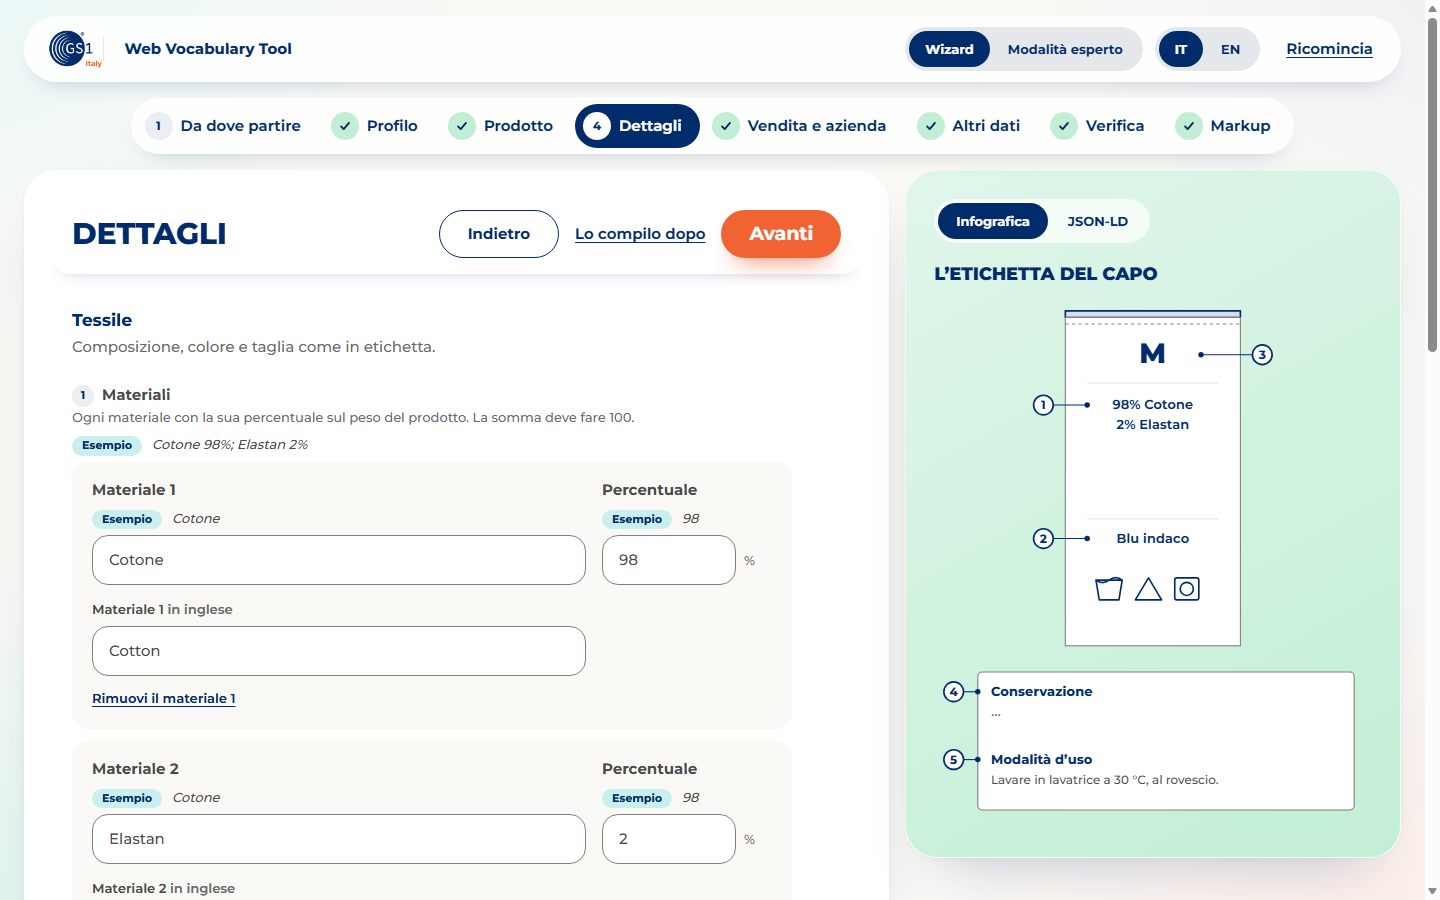 GS1
Italy
Web Vocabulary Tool
Wizard
Modalità esperto
IT
EN
Ricomincia
1
Da dove partire
Profilo
Prodotto
4
Dettagli
Vendita e azienda
Altri dati
Verifica
Markup
DETTAGLI
Indietro
Lo compilo dopo
Avanti
Tessile
Composizione, colore e taglia come in etichetta.
1 Materiali
Ogni materiale con la sua percentuale sul peso del prodotto. La somma deve fare 100.
Esempio Cotone 98%; Elastan 2%
Materiale 1
Percentuale
Esempio Cotone
Esempio 98
Cotone
98 %
Materiale 1 in inglese
Cotton
Rimuovi il materiale 1
Materiale 2
Percentuale
Esempio Cotone
Esempio 98
Elastan
2 %
Materiale 2 in inglese
Infografica
JSON-LD
L’ETICHETTA DEL CAPO
M
3
1
98% Cotone
2% Elastan
2
Blu indaco
4
Conservazione
...
5
Modalità d’uso
Lavare in lavatrice a 30 °C, al rovescio.